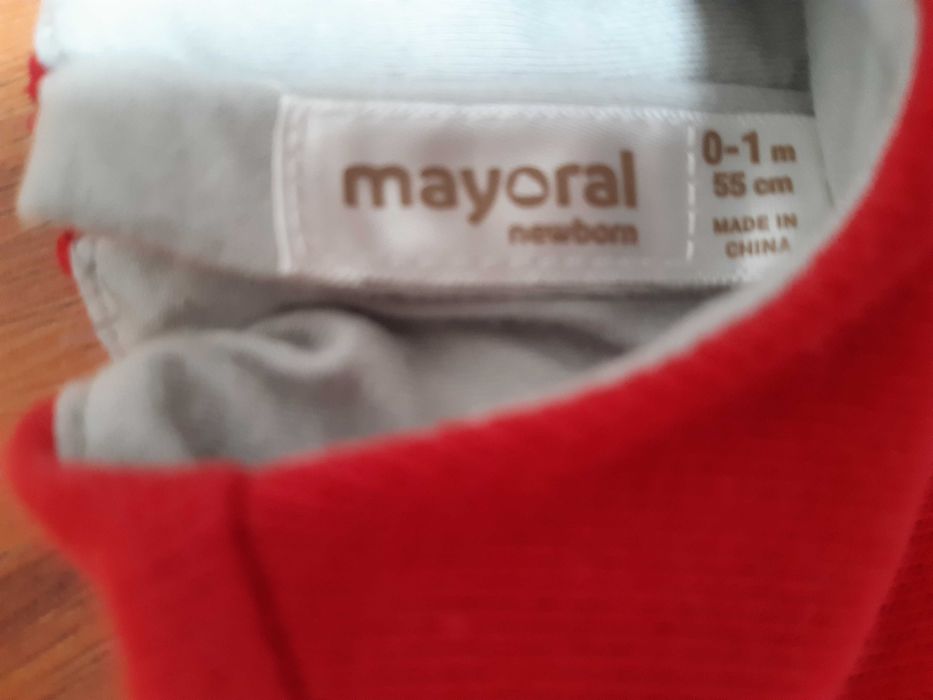 mayoral
newborn
0-1 m
55 cm
MADE IN
CHINA